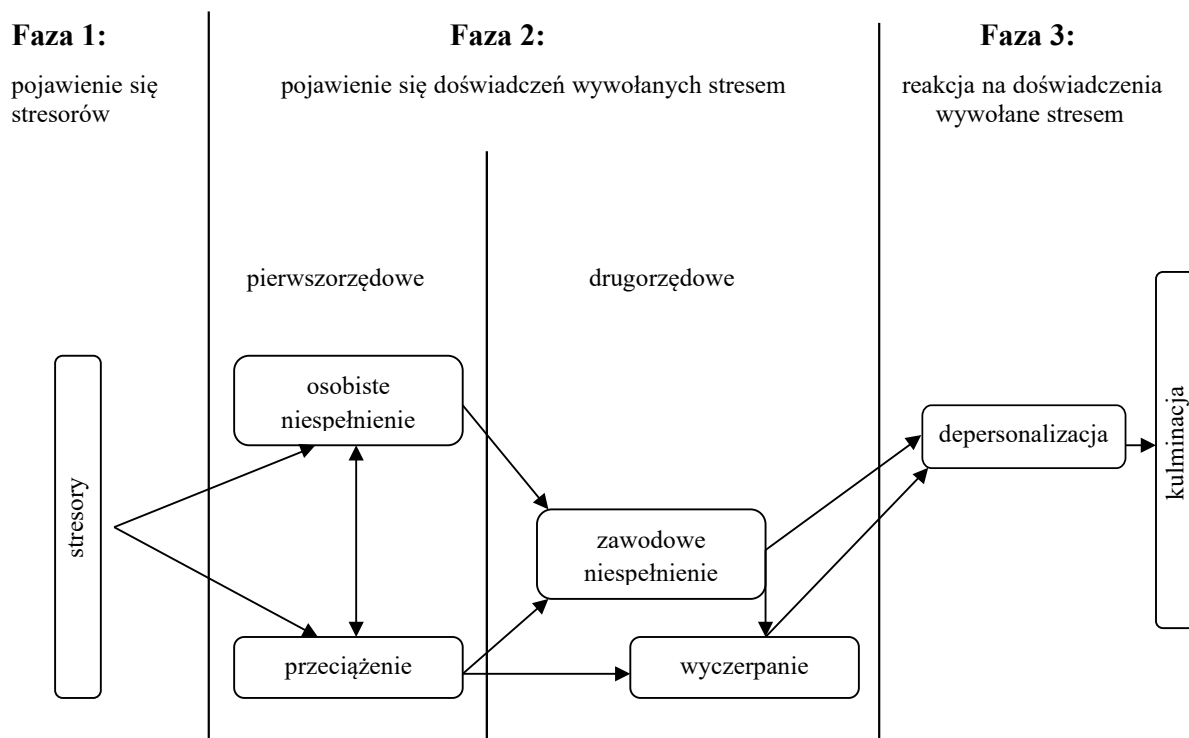 Faza 1:
pojawienie się
stresorów
Faza 2:
pojawienie się doświadczeń wywołanych stresem
Faza 3:
reakcja na doświadczenia
wywołane stresem
pierwszorzędowe
drugorzędowe
stresory
osobiste
niespełnienie
przeciążenie
zawodowe
niespełnienie
wyczerpanie
depersonalizacja
kulminacja